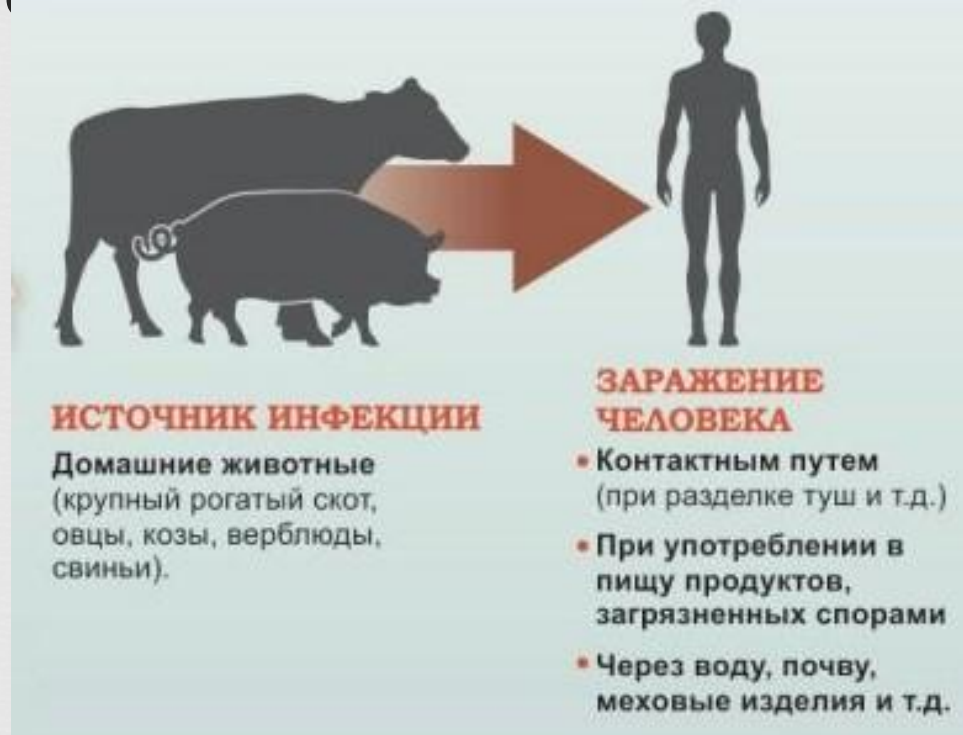 ИСТОЧНИК ИНФЕКЦИИ
Домашние животные
(крупный рогатый скот,
овцы, козы, верблюды,
свиньи).
ЗАРАЖЕНИЕ
ЧЕЛОВЕКА
• Контактным путем
(при разделке туш и т.д.)
• При употреблении в
пищу продуктов,
загрязненных спорами
• Через воду, почву,
меховые изделия и т.д.